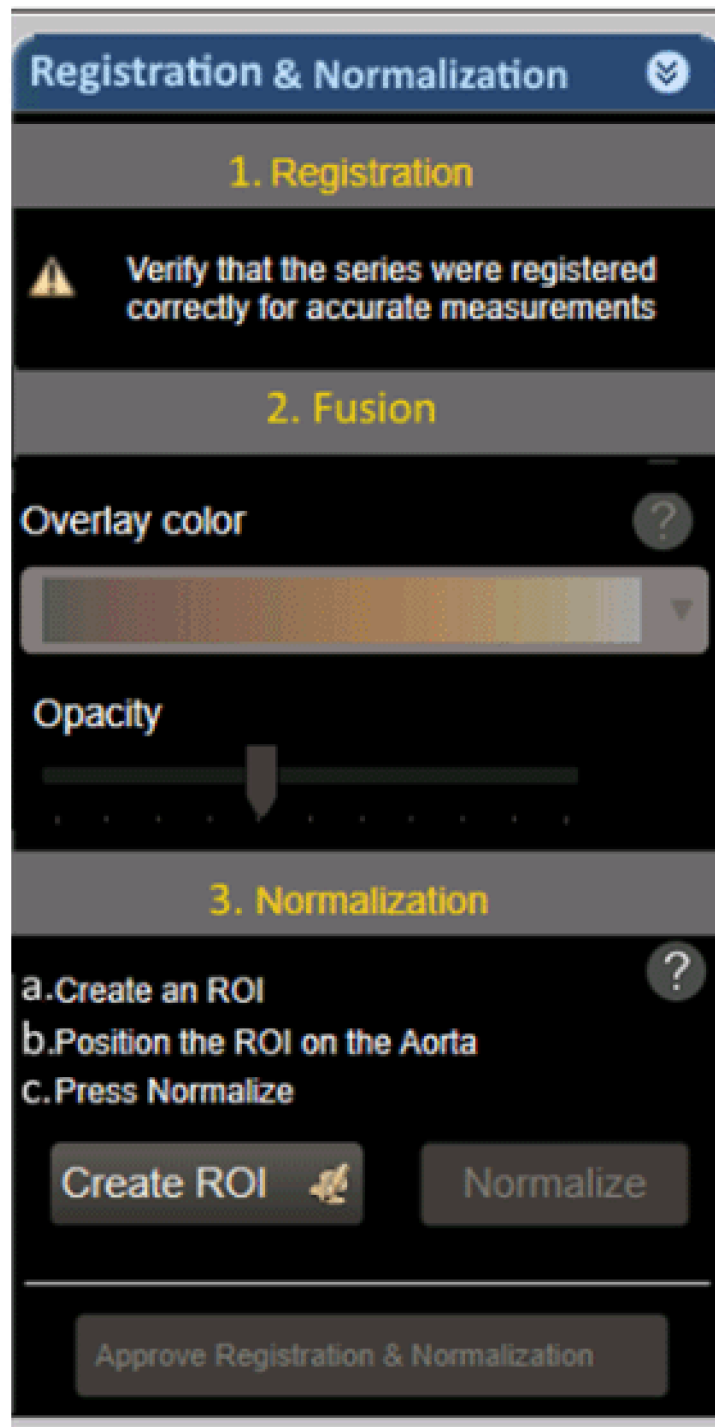 Registration & Normalization
1. Registration
Verify that the series were registered
correctly for accurate measurements
2. Fusion
Overlay color
?
Opacity
3. Normalization
?
a.Create an ROI
b.Position the ROI on the Aorta
c.Press Normalize
Create ROI
Normalize
Approve Registration & Normalization